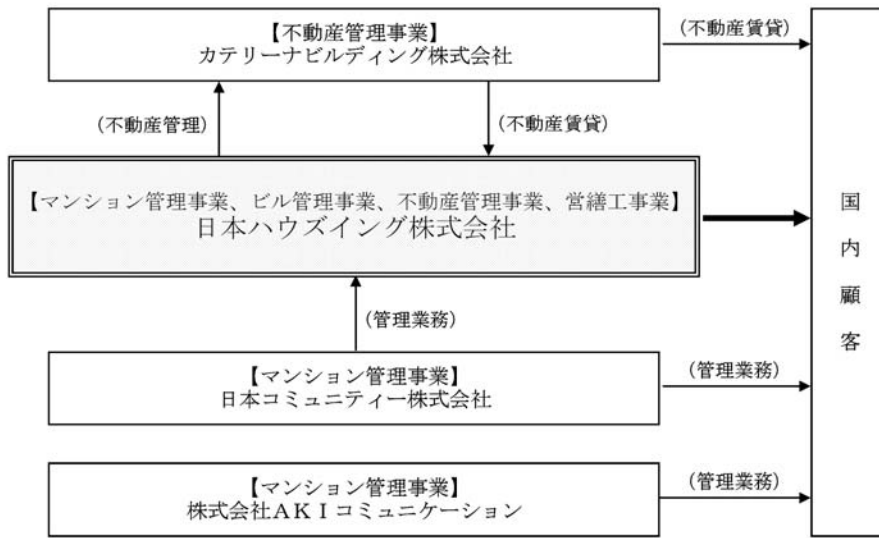 【不動産管理事業】
カテリーナビルディング株式会社
(不動産賃貸)
(不動産管理)
(不動産賃貸)
【マンション管理事業、ビル管理事業、不動産管理事業、営繕工事業】
日本ハウズイング株式会社
(管理業務)
【マンション管理事業】
日本コミュニティー株式会社
(管理業務)
【マンション管理事業】
株式会社AKIコミュニケーション
(管理業務)
国内顧客